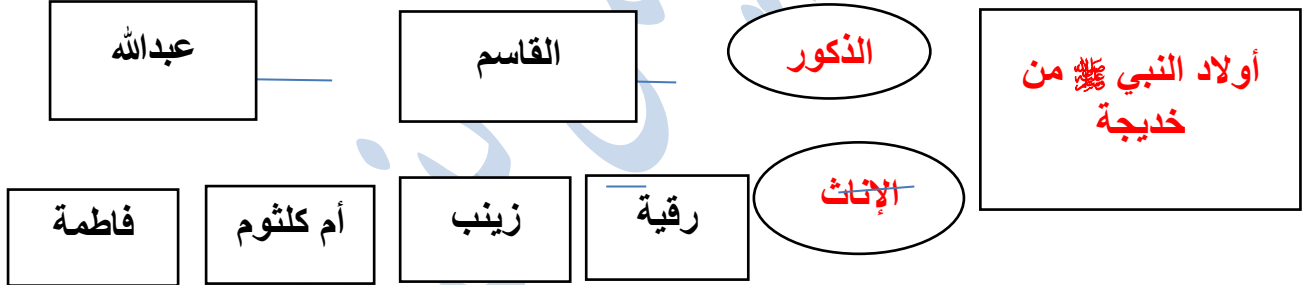 أولاد النبي ﷺ من
خديجة
الذكور
القاسم
عبدالله
الإناث
رقية
زينب
أم كلثوم
فاطمة